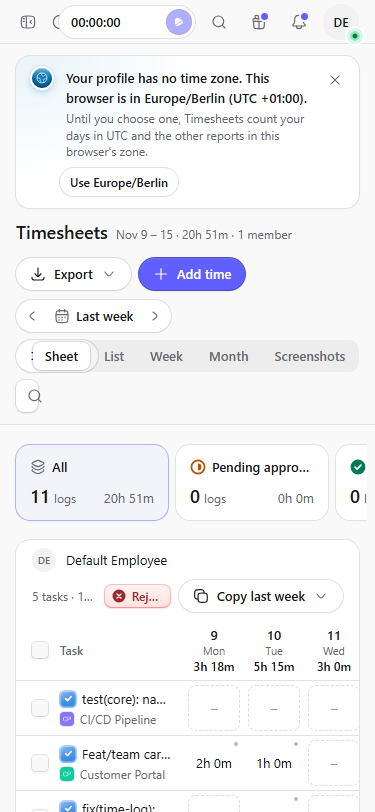 00:00:00
DE
Your profile has no time zone. This
browser is in Europe/Berlin (UTC +01:00).
Until you choose one, Timesheets count your
days in UTC and the other reports in this
browser's zone.
Use Europe/Berlin
Timesheets Nov 9 – 15 · 20h 51m · 1 member
Export
Add time
Last week
Sheet List Week Month Screenshots
All
11 logs 20h 51m
Pending appro...
0 logs 0h 0m
0
DE Default Employee
5 tasks · 1... Rej... Copy last week
Task
9 10 11
Mon Tue Wed
3h 18m 5h 15m 3h 0m
test(core): na... – – –
CP CI/CD Pipeline
Feat/team car... 2h 0m 1h 0m –
CP Customer Portal
fix(time-log):